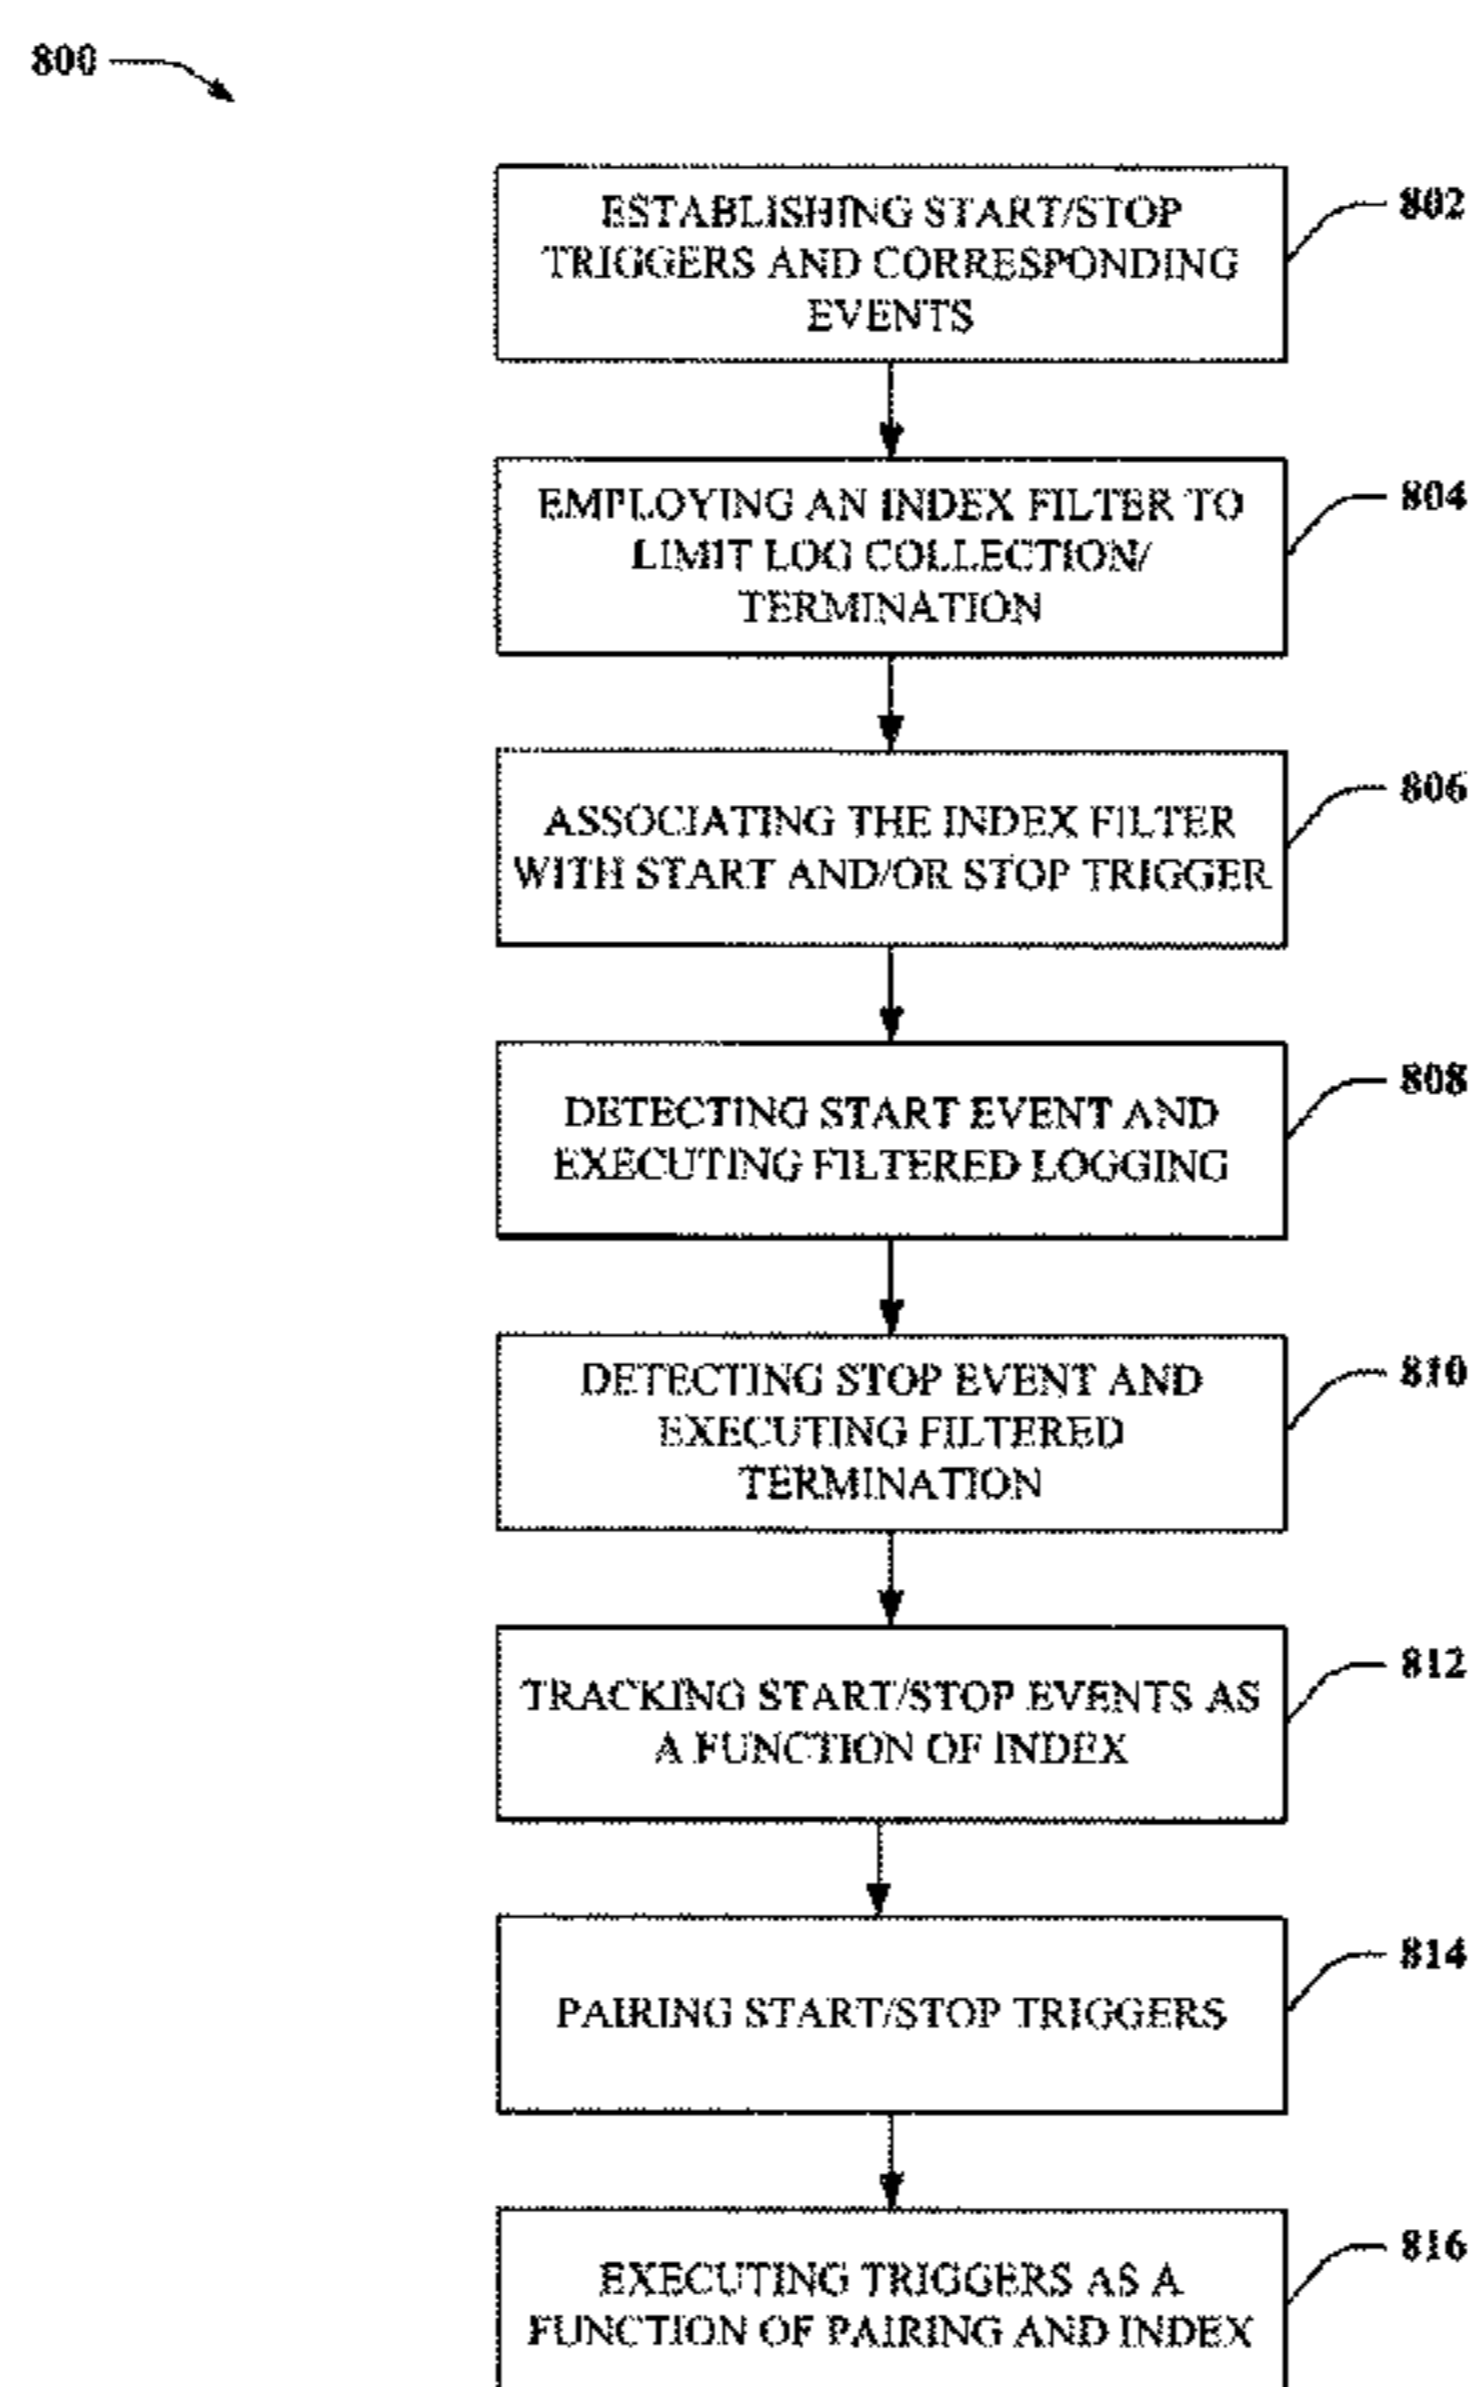 800
ESTABLISHING START/STOP
TRIGGERS AND CORRESPONDING
EVENTS
802
EMPLOYING AN INDEX FILTER TO
LIMIT LOG COLLECTION/
TERMINATION
804
ASSOCIATING THE INDEX FILTER
WITH START AND/OR STOP TRIGGER
806
DETECTING START EVENT AND
EXECUTING FILTERED LOGGING
808
DETECTING STOP EVENT AND
EXECUTING FILTERED
TERMINATION
810
TRACKING START/STOP EVENTS AS
A FUNCTION OF INDEX
812
PAIRING START/STOP TRIGGERS
814
EXECUTING TRIGGERS AS A
FUNCTION OF PAIRING AND INDEX
816